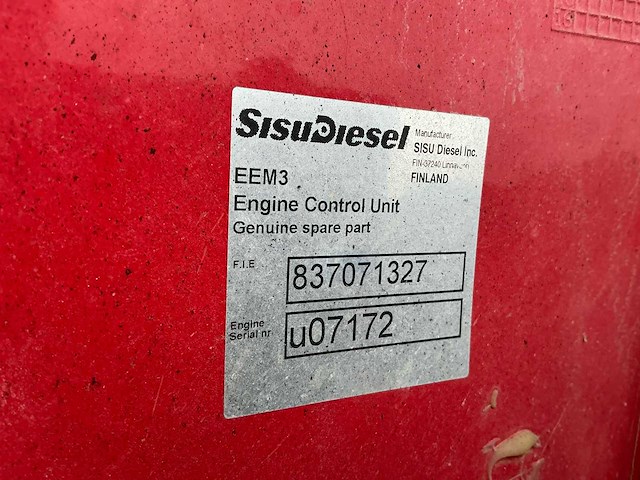 SisuDiesel
Manufacturer
SISU Diesel Inc.
FIN-37240 Linnavuori
FINLAND
EEM3
Engine Control Unit
Genuine spare part
F.I.E
837071327
Engine
Serial nr
u07172